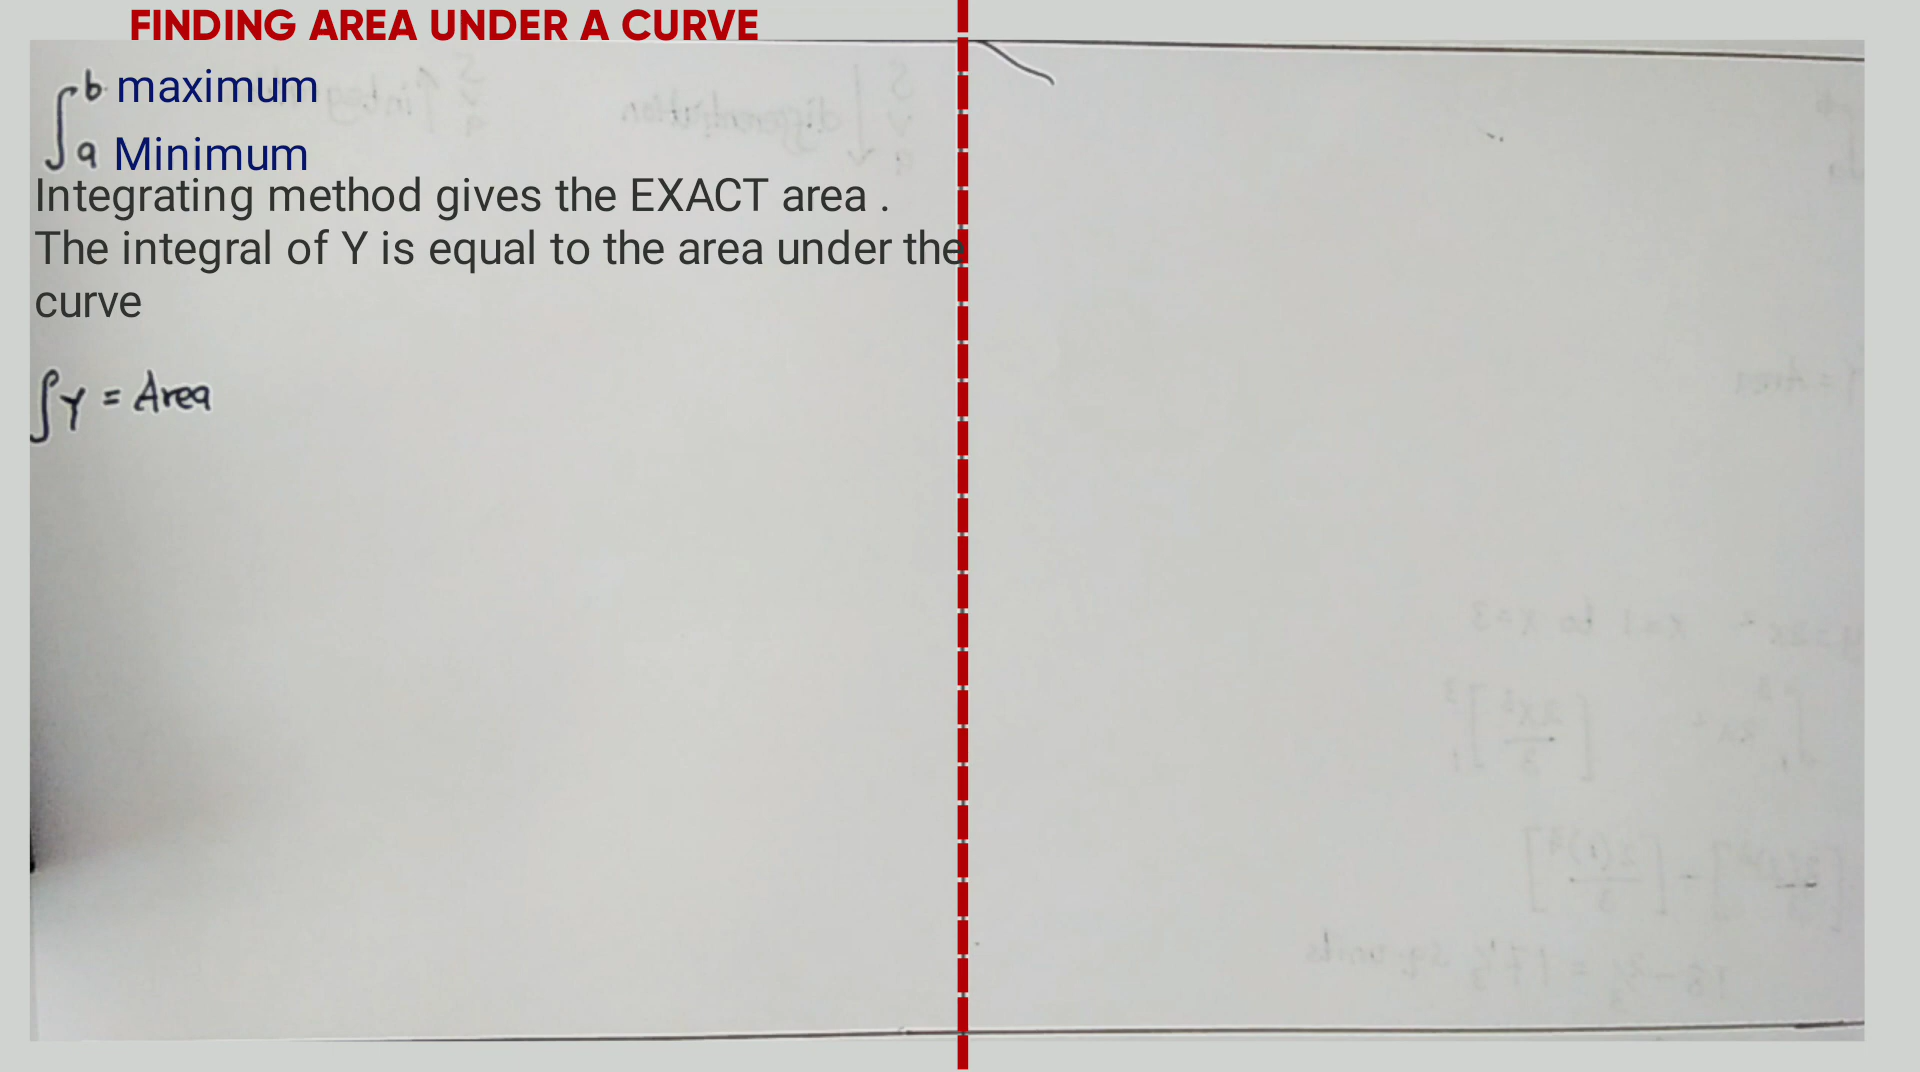 FINDING AREA UNDER A CURVE
∫ b maximum
a Minimum
Integrating method gives the EXACT area .
The integral of Y is equal to the area under the
curve
∫Y = Area